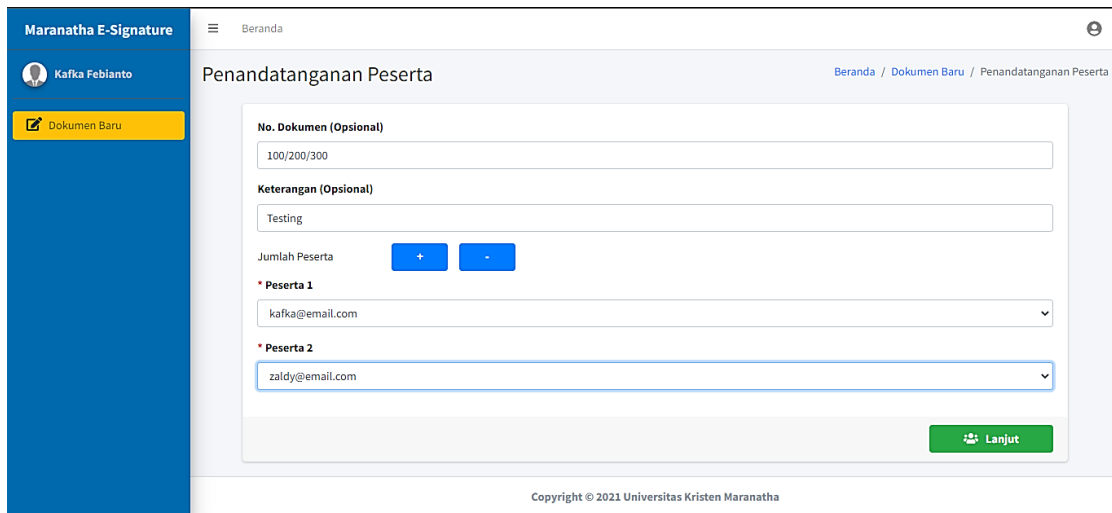 Maranatha E-Signature
Beranda
Kafka Febianto
Penandatanganan Peserta
Beranda / Dokumen Baru / Penandatanganan Peserta
Dokumen Baru
No. Dokumen (Opsional)
100/200/300
Keterangan (Opsional)
Testing
Jumlah Peserta + -
* Peserta 1
kafka@email.com
* Peserta 2
zaldy@email.com
Lanjut
Copyright © 2021 Universitas Kristen Maranatha